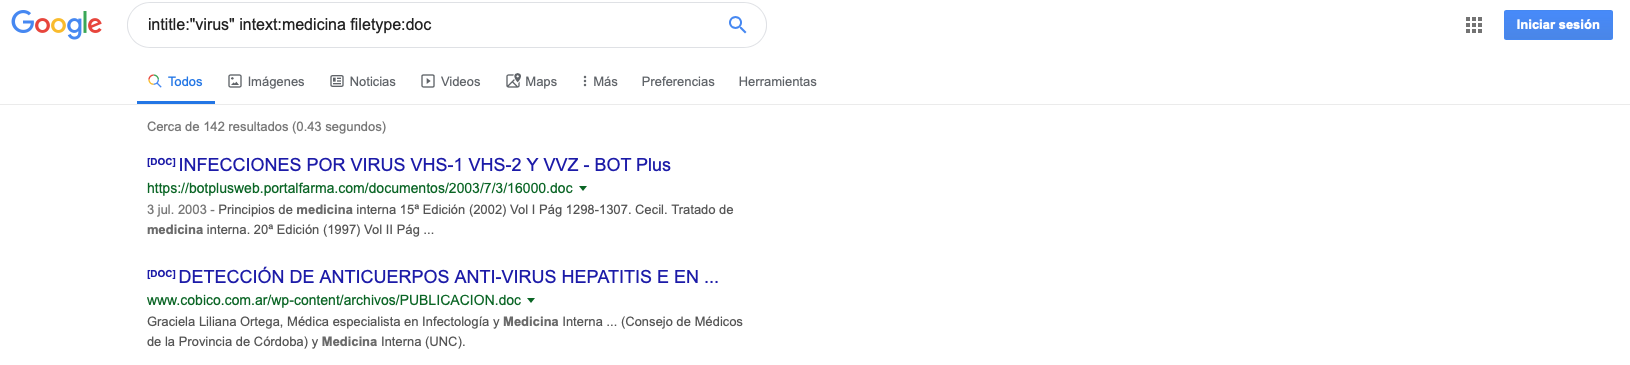 Google
intitle:"virus" intext:medicina filetype:doc
Iniciar sesión
Todos Imágenes Noticias Videos Maps Más Preferencias Herramientas
Cerca de 142 resultados (0.43 segundos)
[DOC] INFECCIONES POR VIRUS VHS-1 VHS-2 Y VVZ - BOT Plus
https://botplusweb.portalfarma.com/documentos/2003/7/3/16000.doc
3 jul. 2003 - Principios de medicina interna 15ª Edición (2002) Vol I Pág 1298-1307. Cecil. Tratado de
medicina interna. 20ª Edición (1997) Vol II Pág ...
[DOC] DETECCIÓN DE ANTICUERPOS ANTI-VIRUS HEPATITIS E EN ...
www.cobico.com.ar/wp-content/archivos/PUBLICACION.doc
Graciela Liliana Ortega, Médica especialista en Infectología y Medicina Interna ... (Consejo de Médicos
de la Provincia de Córdoba) y Medicina Interna (UNC).